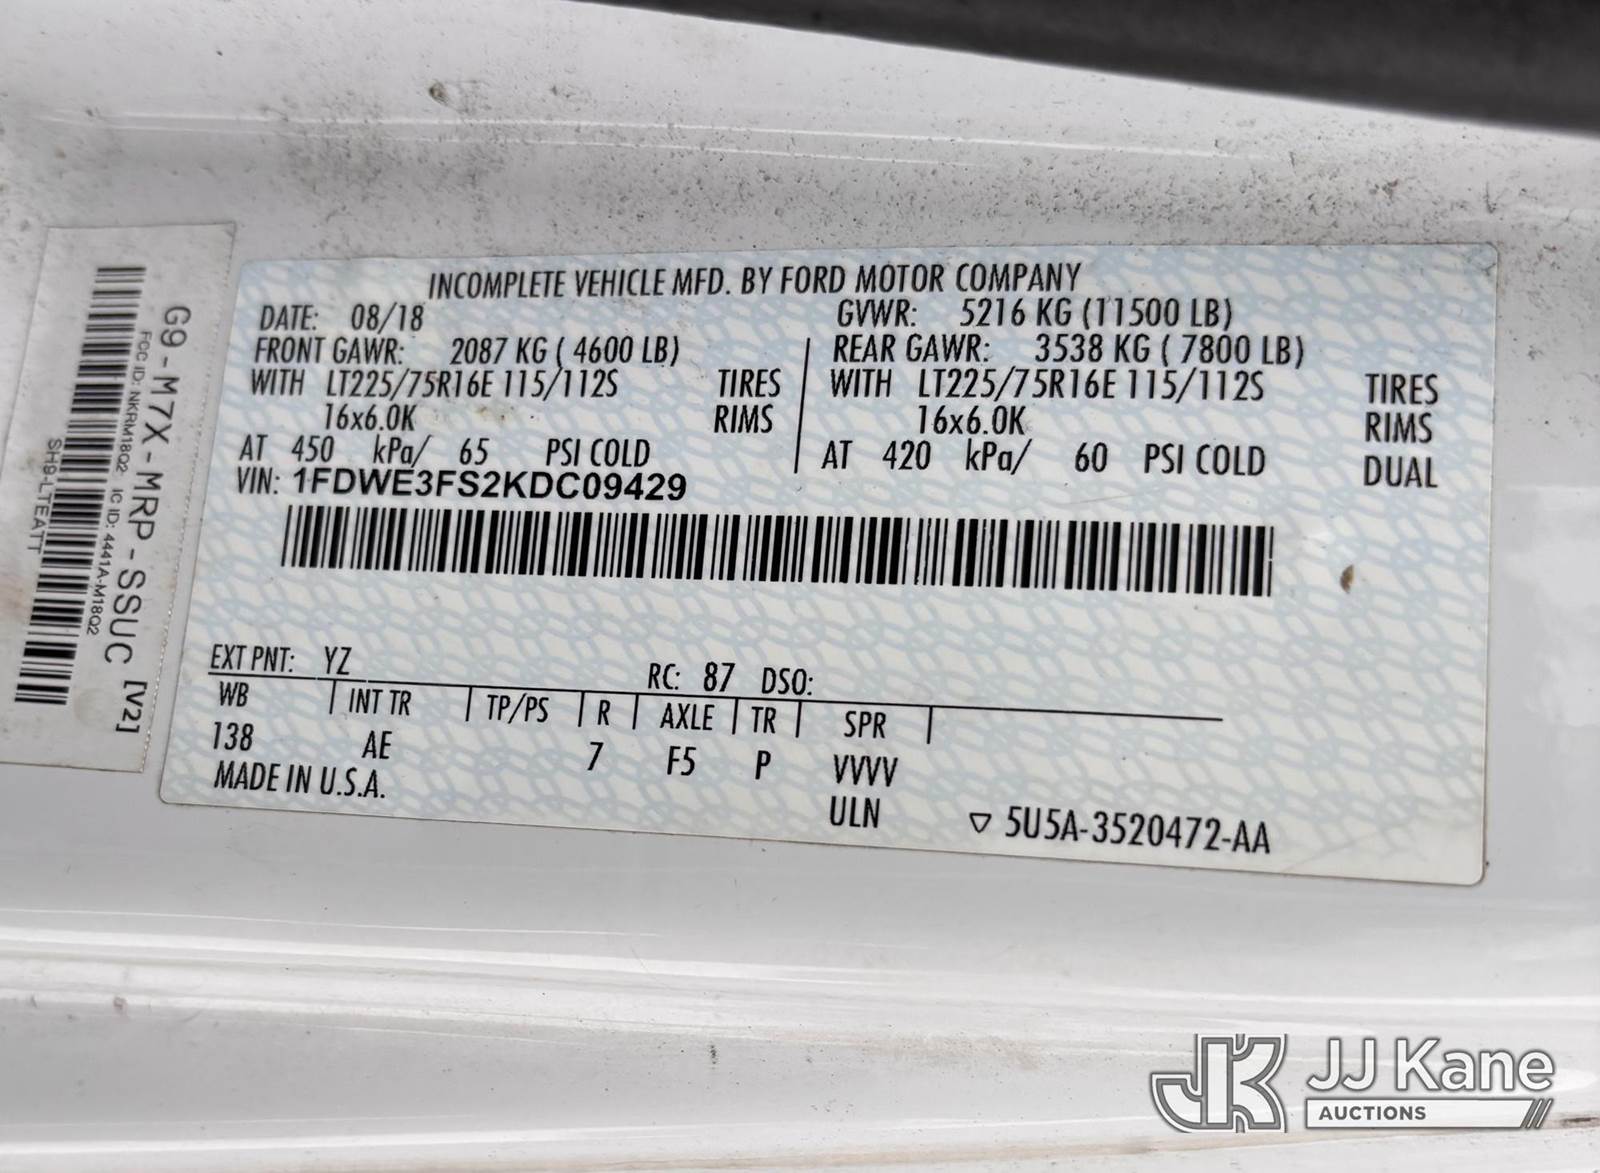 INCOMPLETE VEHICLE MFD. BY FORD MOTOR COMPANY
DATE: 08/18 GVWR: 5216 KG (11500 LB)
FRONT GAWR: 2087 KG ( 4600 LB) REAR GAWR: 3538 KG ( 7800 LB)
WITH LT225/75R16E 115/112S TIRES WITH LT225/75R16E 115/112S TIRES
16x6.0K RIMS 16x6.0K RIMS
AT 450 kPa/ 65 PSI COLD AT 420 kPa/ 60 PSI COLD DUAL
VIN: 1FDWE3FS2KDC09429
EXT PNT: YZ RC: 87 DSO:
WB INT TR TP/PS R AXLE TR SPR
138 AE 7 F5 P VVVV
MADE IN U.S.A. ULN ▽ 5U5A-3520472-AA
G9-M7X-MRP-SSUC [V2]
FCC ID: NKRM18Q2 IC ID: 4441A-M18Q2
SH9-LTEATT
JK JJ Kane
AUCTIONS